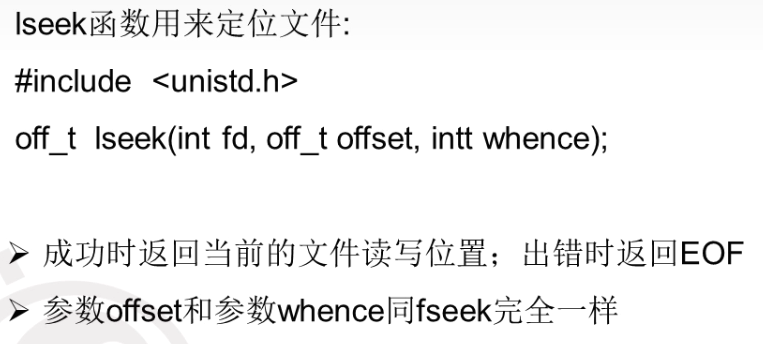 lseek函数用来定位文件:
#include <unistd.h>
off_t lseek(int fd, off_t offset, intt whence);
➢ 成功时返回当前的文件读写位置；出错时返回EOF
➢ 参数offset和参数whence同fseek完全一样